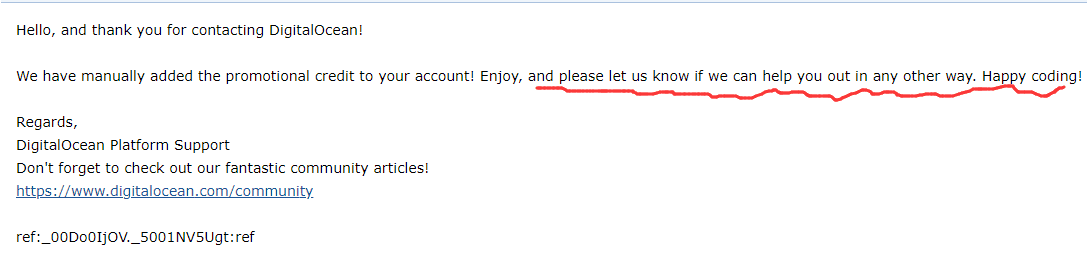 Hello, and thank you for contacting DigitalOcean!
We have manually added the promotional credit to your account! Enjoy, and please let us know if we can help you out in any other way. Happy coding!
Regards,
DigitalOcean Platform Support
Don't forget to check out our fantastic community articles!
https://www.digitalocean.com/community
ref:_00Do0IjOV._5001NV5Ugt:ref